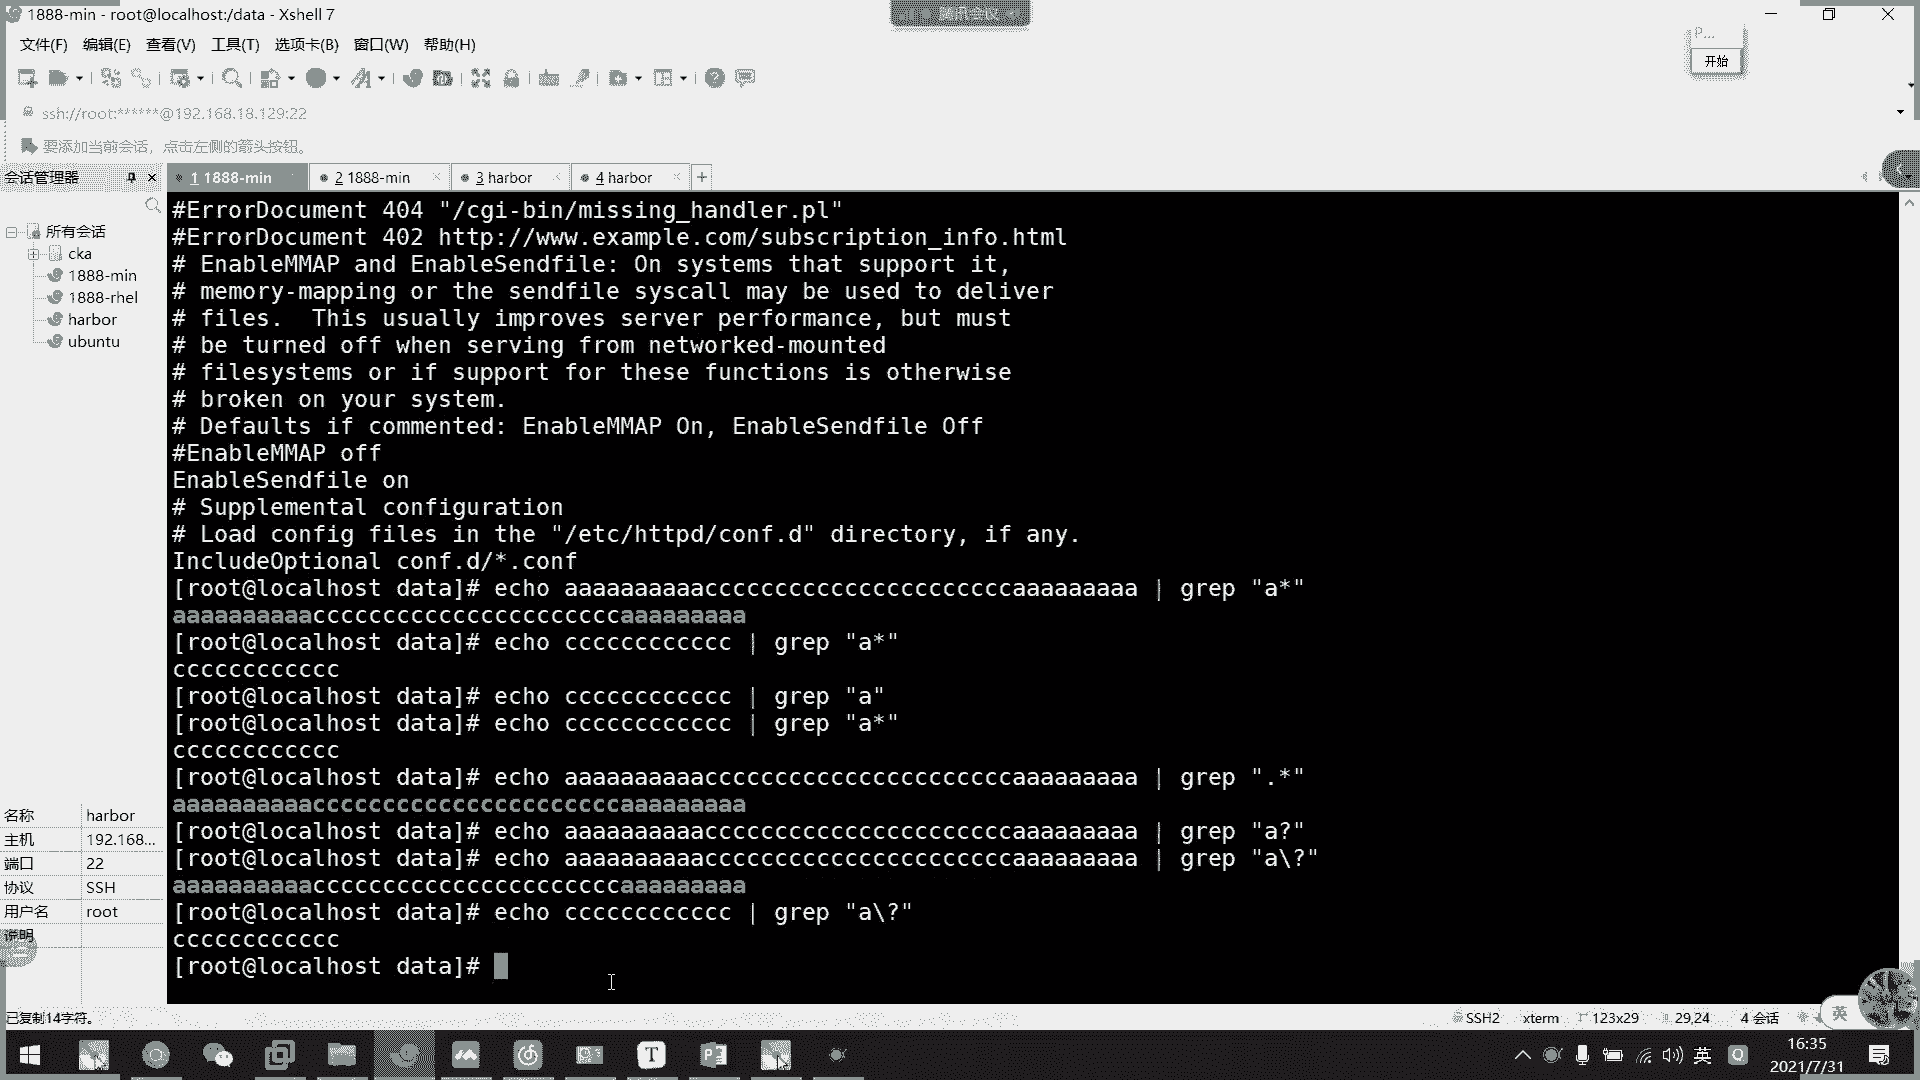 1888-min - root@localhost:/data - Xshell 7
腾讯会议
文件(F) 编辑(E) 查看(V) 工具(T) 选项卡(B) 窗口(W) 帮助(H)
P...
开始
ssh://root:******@192.168.18.129:22
要添加当前会话，点击左侧的箭头按钮。
会话管理器
1 1888-min
2 1888-min
3 harbor
4 harbor
所有会话
cka
1888-min
1888-rhel
harbor
ubuntu
#ErrorDocument 404 "/cgi-bin/missing_handler.pl"
#ErrorDocument 402 http://www.example.com/subscription_info.html
# EnableMMAP and EnableSendfile: On systems that support it,
# memory-mapping or the sendfile syscall may be used to deliver
# files.  This usually improves server performance, but must
# be turned off when serving from networked-mounted
# filesystems or if support for these functions is otherwise
# broken on your system.
# Defaults if commented: EnableMMAP On, EnableSendfile Off
#EnableMMAP off
EnableSendfile on
# Supplemental configuration
# Load config files in the "/etc/httpd/conf.d" directory, if any.
IncludeOptional conf.d/*.conf
[root@localhost data]# echo aaaaaaaaaaccccccccccccccccccccccaaaaaaaaa | grep "a*"
aaaaaaaaaaccccccccccccccccccccccaaaaaaaaa
[root@localhost data]# echo cccccccccccc | grep "a*"
cccccccccccc
[root@localhost data]# echo cccccccccccc | grep "a"
[root@localhost data]# echo cccccccccccc | grep "a*"
cccccccccccc
[root@localhost data]# echo aaaaaaaaaaccccccccccccccccccccccaaaaaaaaa | grep ".*"
aaaaaaaaaaccccccccccccccccccccccaaaaaaaaa
[root@localhost data]# echo aaaaaaaaaaccccccccccccccccccccccaaaaaaaaa | grep "a?"
[root@localhost data]# echo aaaaaaaaaaccccccccccccccccccccccaaaaaaaaa | grep "a\?"
aaaaaaaaaaccccccccccccccccccccccaaaaaaaaa
[root@localhost data]# echo cccccccccccc | grep "a\?"
cccccccccccc
[root@localhost data]#
名称 harbor
主机 192.168...
端口 22
协议 SSH
用户名 root
说明
已复制14字符。
SSH2 xterm 123x29 29,24 4 会话
英
英
16:35
2021/7/31